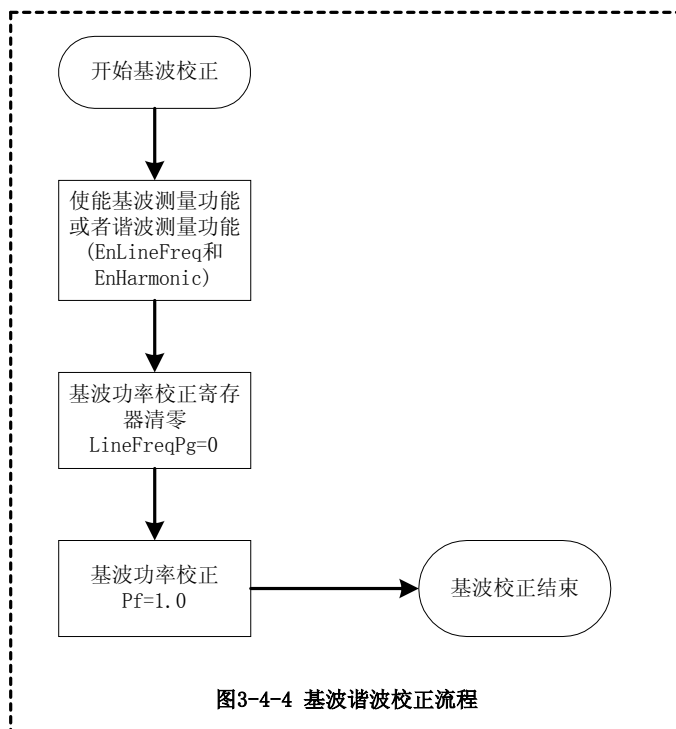 开始基波校正
使能基波测量功能
或者谐波测量功能
(EnLineFreq和
EnHarmonic)
基波功率校正寄存
器清零
LineFreqPg=0
基波功率校正
Pf=1.0
基波校正结束
图3-4-4 基波谐波校正流程